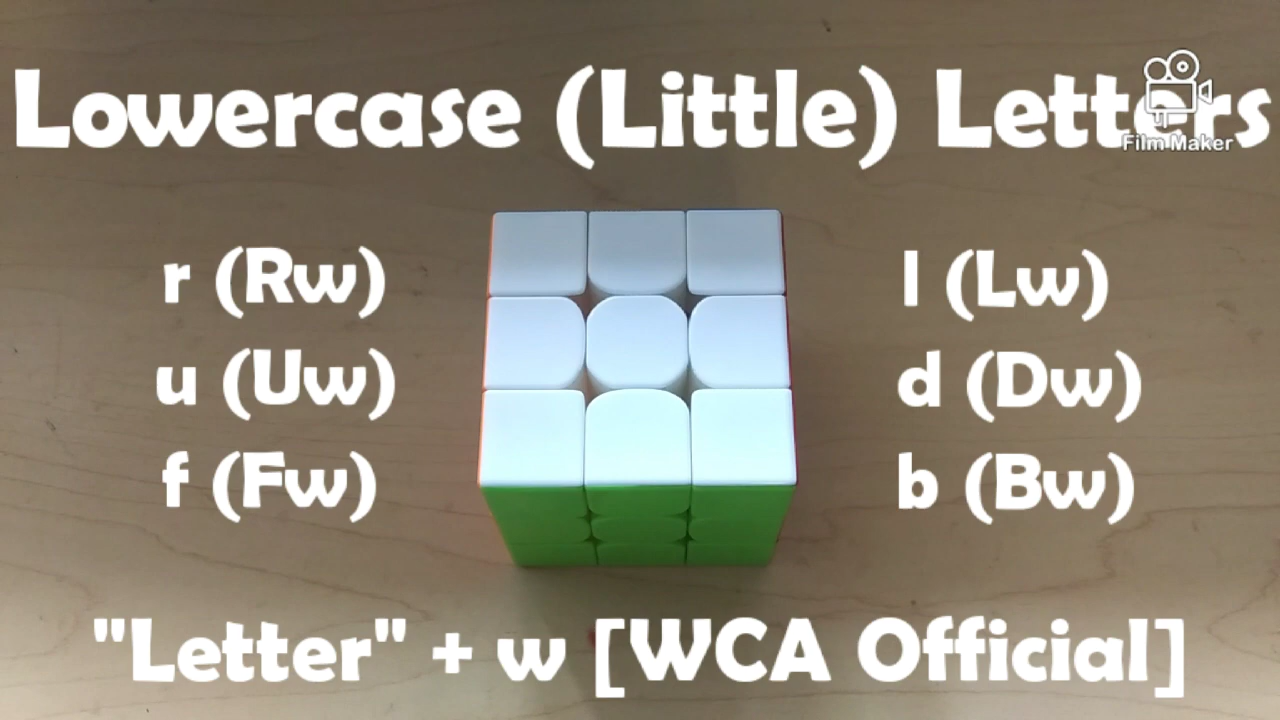 Lowercase (Little) Letters
Film Maker
r (Rw)
l (Lw)
u (Uw)
d (Dw)
f (Fw)
b (Bw)
"Letter" + w [WCA Official]